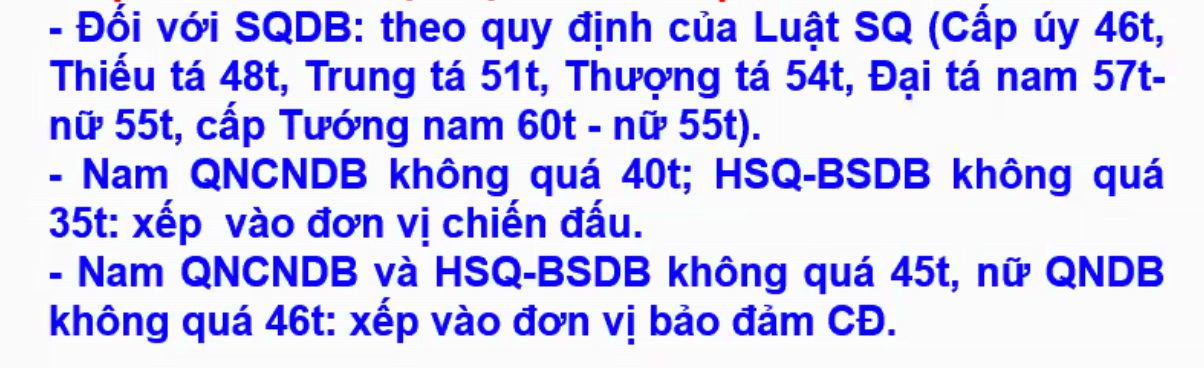 - Đối với SQDB: theo quy định của Luật SQ (Cấp úy 46t,
Thiếu tá 48t, Trung tá 51t, Thượng tá 54t, Đại tá nam 57t-
nữ 55t, cấp Tướng nam 60t - nữ 55t).
- Nam QNCNDB không quá 40t; HSQ-BSDB không quá
35t: xếp vào đơn vị chiến đấu.
- Nam QNCNDB và HSQ-BSDB không quá 45t, nữ QNDB
không quá 46t: xếp vào đơn vị bảo đảm CĐ.